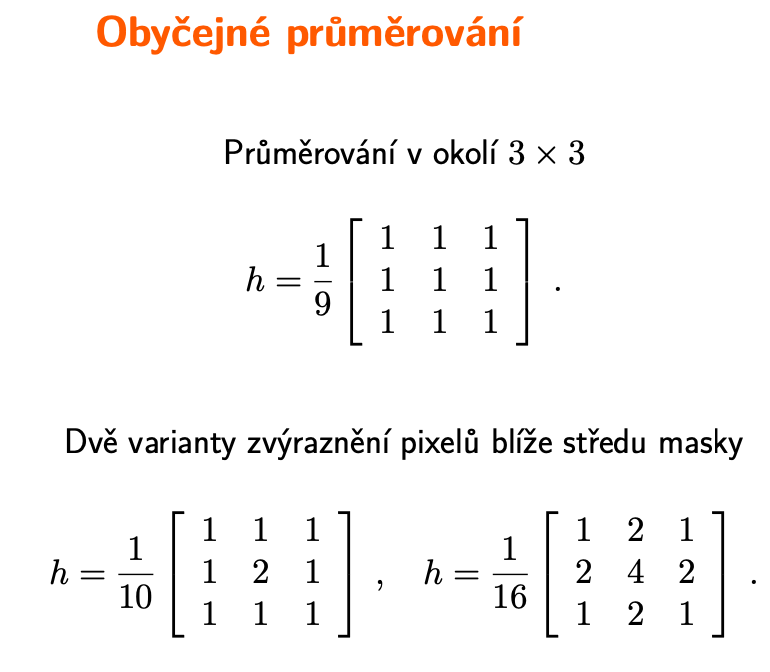 Obyčejné průměrování
Průměrování v okolí 3 × 3
h = 1/9 [ 1 1 1
1 1 1
1 1 1 ] .
Dvě varianty zvýraznění pixelů blíže středu masky
h = 1/10 [ 1 1 1
1 2 1
1 1 1 ] , h = 1/16 [ 1 2 1
2 4 2
1 2 1 ] .